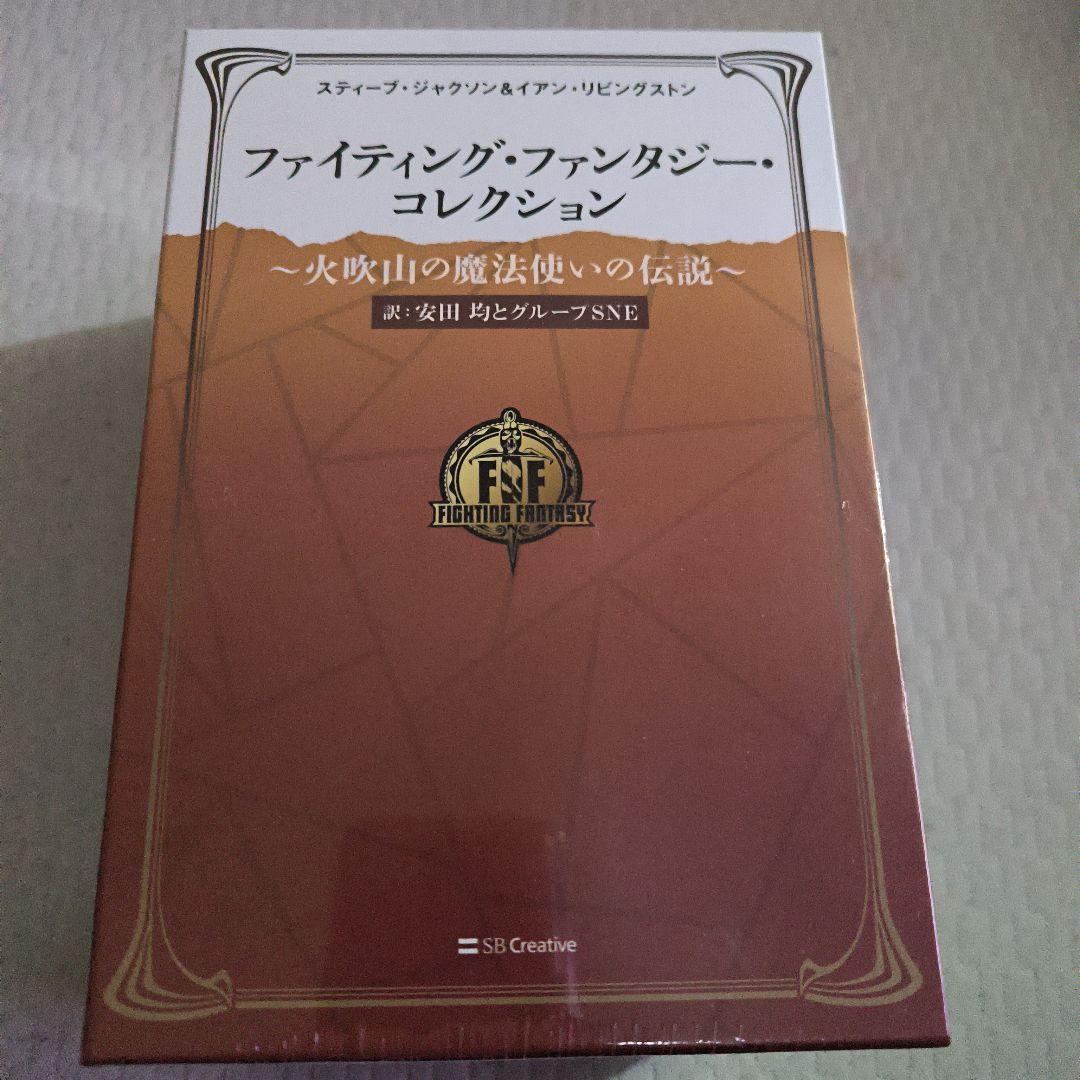 スティーブ・ジャクソン&イアン・リビングストン
ファイティング・ファンタジー・
コレクション
～火吹山の魔法使いの伝説～
訳：安田 均とグループSNE
FF
FIGHTING FANTASY
SB Creative